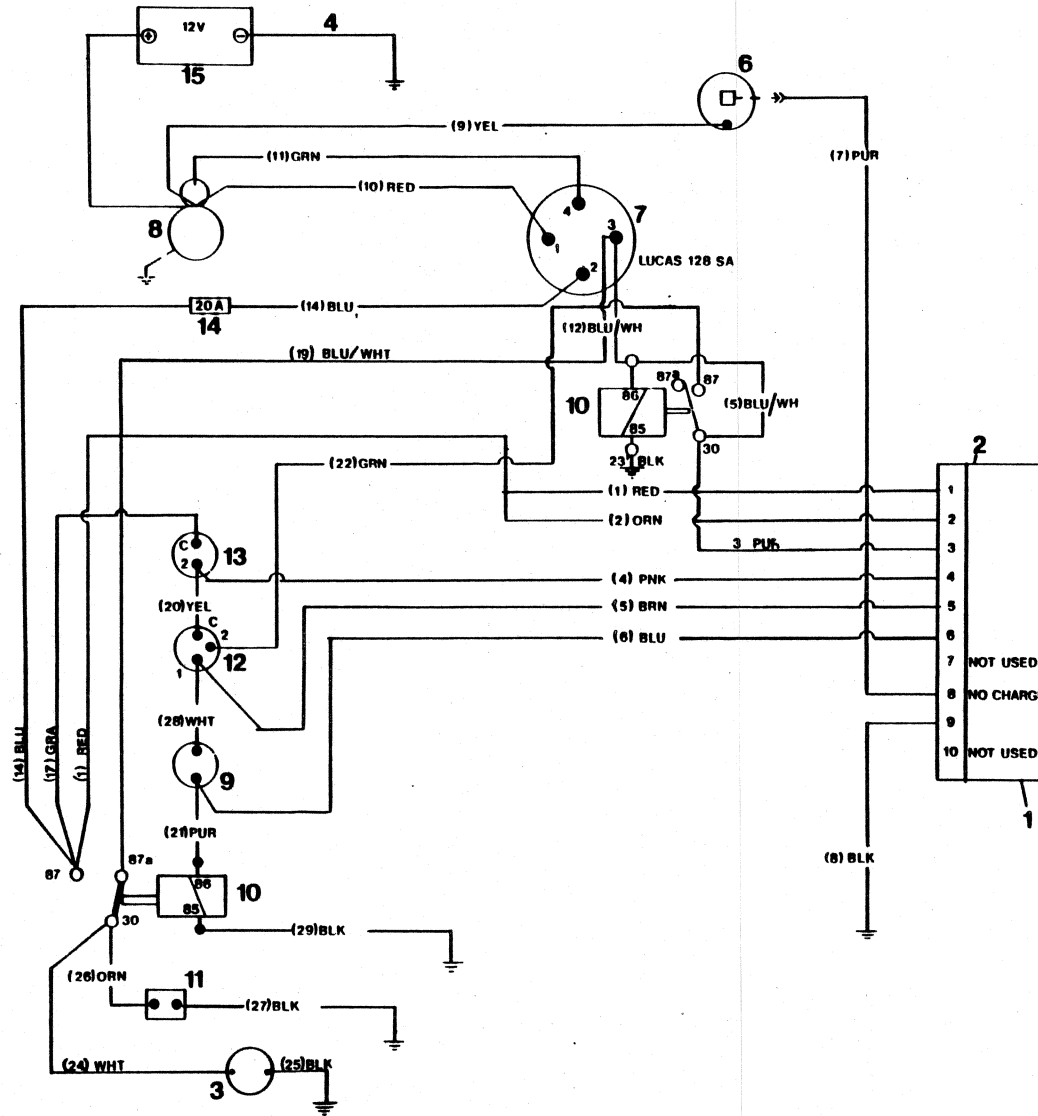 4
12V
15
6
(9) YEL
(7) PUR
(11) GRN
(10) RED
8
4
7
3
1
2
LUCAS 128 SA
20 A
14
(14) BLU
(12) BLU/WH
(19) BLU/WHT
87a
87
86
10
(5) BLU/WH
85
30
23 BLK
(22) GRN
2
(1) RED
1
(2) ORN
2
3
C
13
2
(4) PNK
4
(20) YEL
(5) BRN
5
C
2
12
1
(6) BLU
6
7 NOT USED
8 NO CHARG
(28) WHT
9
10 NOT USED
(14) BLU
(17) GRA
(1) RED
9
1
(21) PUR
(8) BLK
87
87a
86
10
85
30
(29) BLK
(26) ORN
11
(27) BLK
(24) WHT
3
(25) BLK